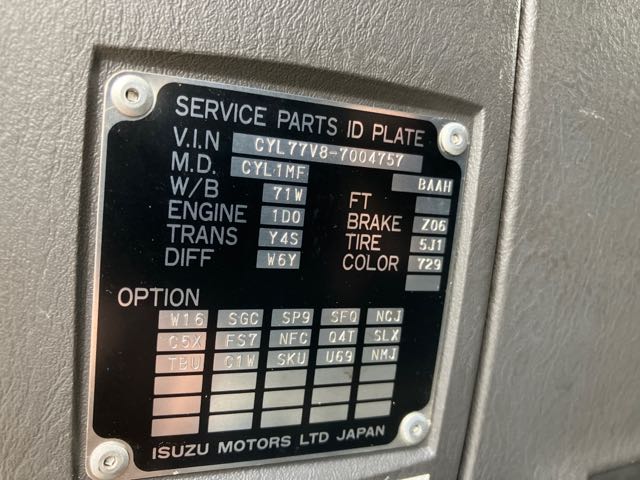 SERVICE PARTS ID PLATE
V.I.N CYL77V8-7004757
M.D. CYL1MF BAAH
W/B 71W FT
ENGINE 1D0 BRAKE Z06
TRANS Y4S TIRE 5J1
DIFF W6Y COLOR 729
OPTION
W16 SGC SP9 SFQ NCJ
C5X FS7 NFC Q4T SLX
TBU C1W SKU U69 NMJ
ISUZU MOTORS LTD JAPAN